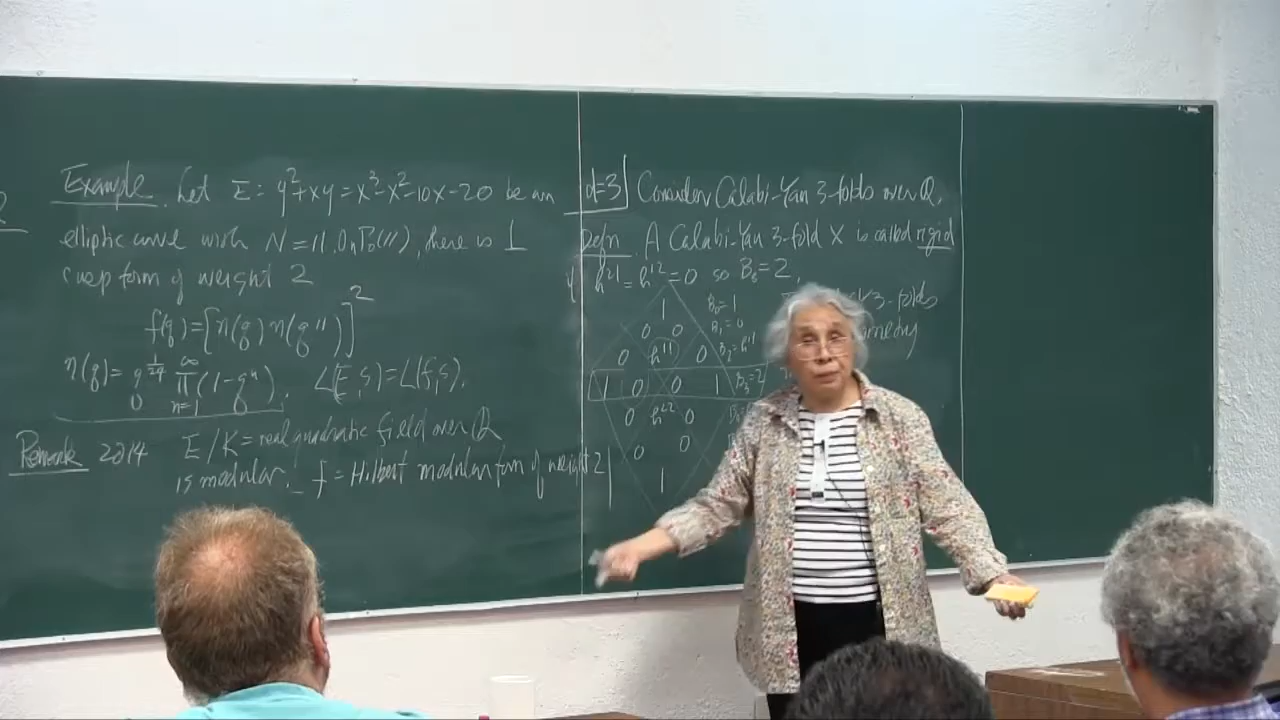 Example. Let E: y²+xy=x³-x²-10x-20 be an
elliptic curve with N=11. On Γ₀(11), there is 1
cusp form of weight 2
f(q)=[η(q)η(q¹¹)]²
η(q)=q^{1/24} ∞∏n=1 (1-qⁿ), L(E,s)=L(f,s).
Remark 2014 E/K=real quadratic field over Q
is modular. f=Hilbert modular form of weight 2
d=3 Consider Calabi-Yau 3-folds over Q.
Defn. A Calabi-Yau 3-fold X is called rigid
if h²¹=h¹²=0 so B₃=2,
1 B₀=1
0 0 B₁=0
0 h¹¹ 0 B₂=h¹¹
1 0 0 1 B₃=2
0 h²² 0
0 0
1
3-folds